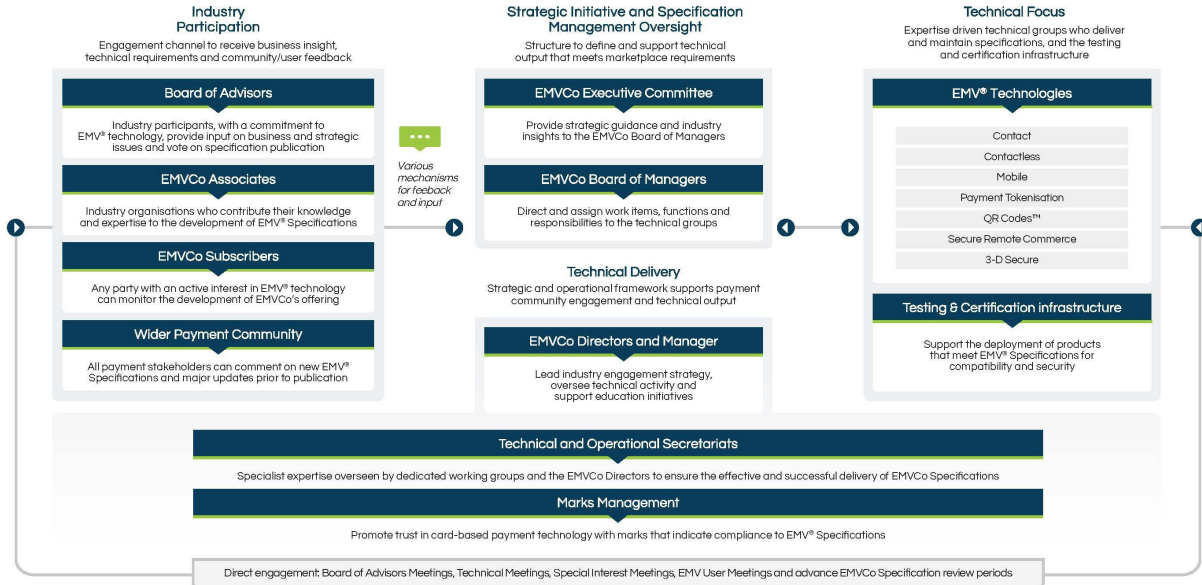 Industry
Participation
Engagement channel to receive business insight,
technical requirements and community/user feedback
Board of Advisors
Industry participants, with a commitment to
EMV® technology, provide input on business and strategic
issues and vote on specification publication
EMVCo Associates
Industry organisations who contribute their knowledge
and expertise to the development of EMV® Specifications
EMVCo Subscribers
Any party with an active interest in EMV® technology
can monitor the development of EMVCo's offering
Wider Payment Community
All payment stakeholders can comment on new EMV®
Specifications and major updates prior to publication
Various
mechanisms
for feeback
and input
Strategic Initiative and Specification
Management Oversight
Structure to define and support technical
output that meets marketplace requirements
EMVCo Executive Committee
Provide strategic guidance and industry
insights to the EMVCo Board of Managers
EMVCo Board of Managers
Direct and assign work items, functions and
responsibilities to the technical groups
Technical Delivery
Strategic and operational framework supports payment
community engagement and technical output
EMVCo Directors and Manager
Lead industry engagement strategy,
oversee technical activity and
support education initiatives
Technical Focus
Expertise driven technical groups who deliver
and maintain specifications, and the testing
and certification infrastructure
EMV® Technologies
Contact
Contactless
Mobile
Payment Tokenisation
QR Codes™
Secure Remote Commerce
3-D Secure
Testing & Certification infrastructure
Support the deployment of products
that meet EMV® Specifications for
compatibility and security
Technical and Operational Secretariats
Specialist expertise overseen by dedicated working groups and the EMVCo Directors to ensure the effective and successful delivery of EMVCo Specifications
Marks Management
Promote trust in card-based payment technology with marks that indicate compliance to EMV® Specifications
Direct engagement: Board of Advisors Meetings, Technical Meetings, Special Interest Meetings, EMV User Meetings and advance EMVCo Specification review periods